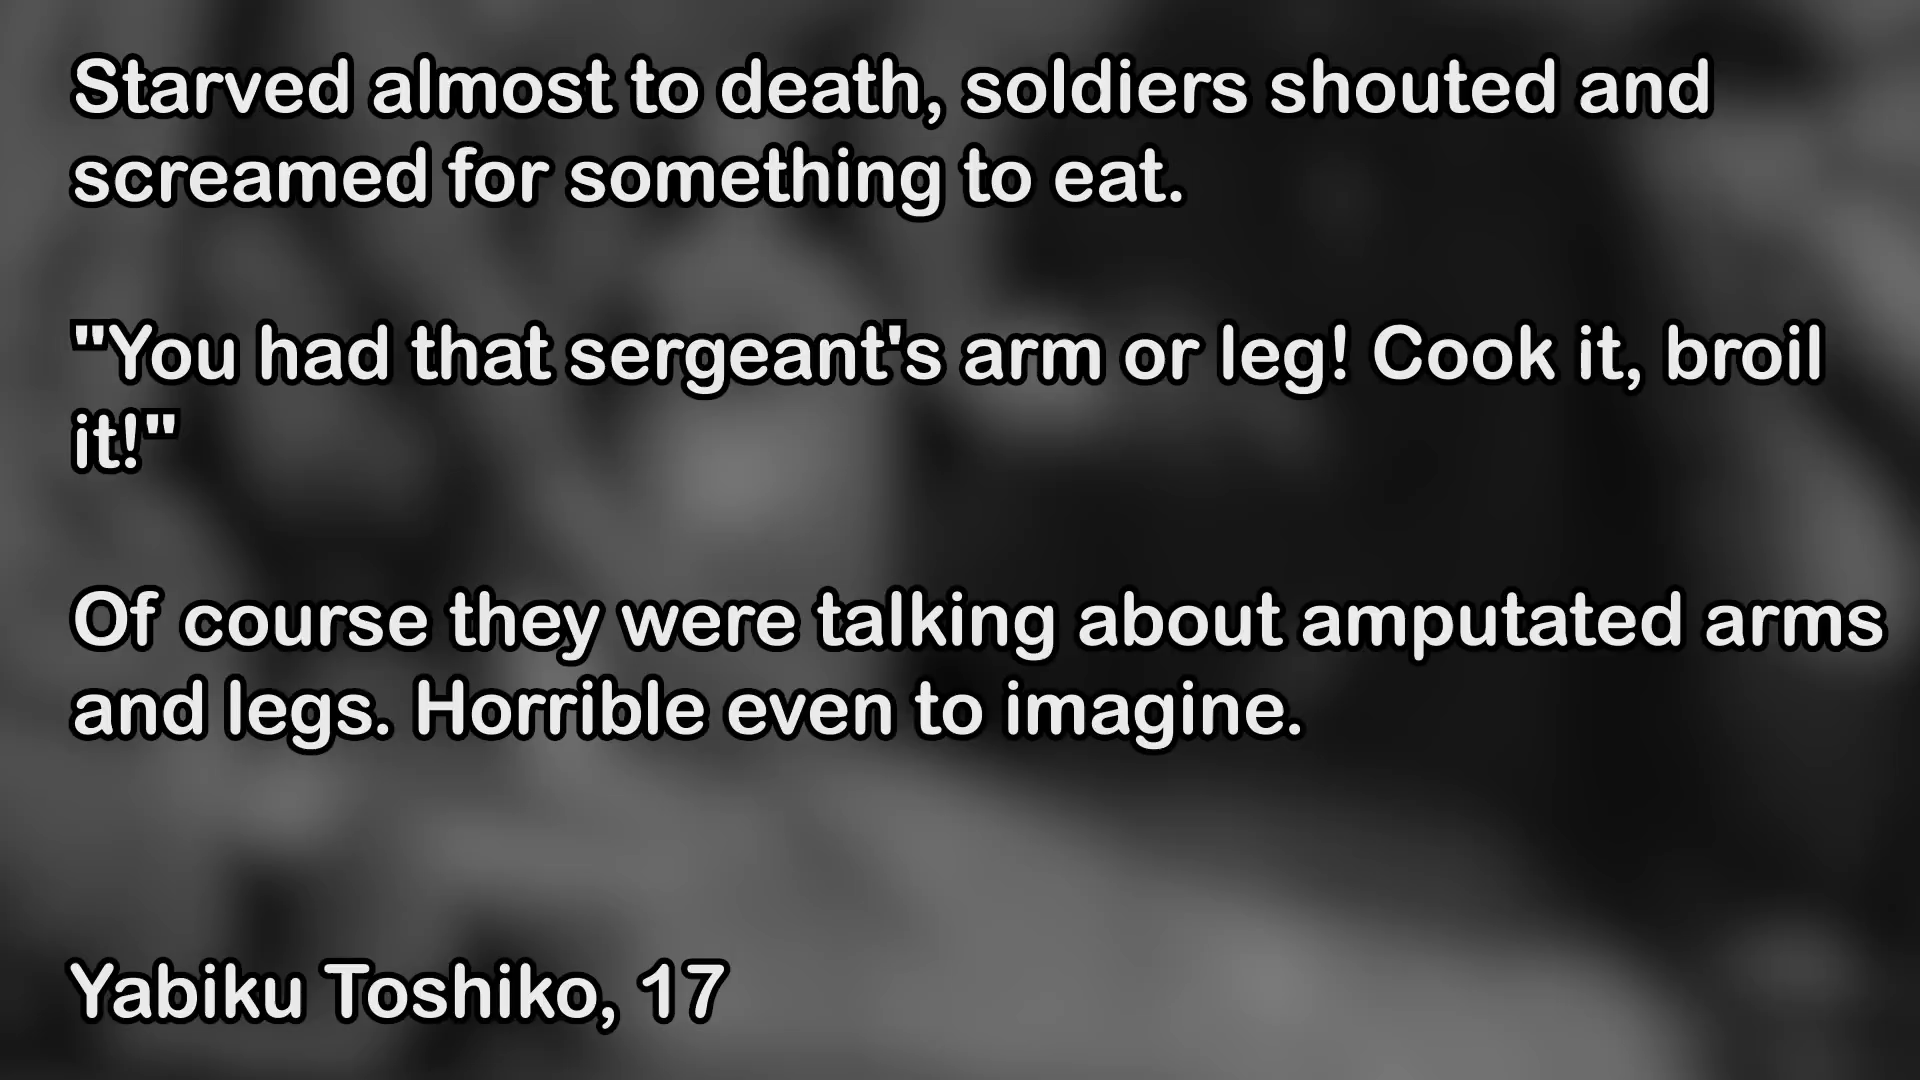 Starved almost to death, soldiers shouted and
screamed for something to eat.
"You had that sergeant's arm or leg! Cook it, broil
it!"
Of course they were talking about amputated arms
and legs. Horrible even to imagine.
Yabiku Toshiko, 17